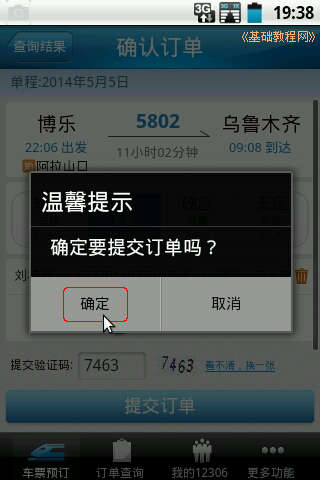 19:38
查询结果
确认订单
《基础教程网》
单程:2014年5月5日
博乐
5802
乌鲁木齐
22:06 出发
11小时02分钟
09:08 到达
阿拉山口
温馨提示
确定要提交订单吗？
刘
确定
取消
提交验证码:
7463
7463
看不清，换一张
提交订单
车票预订
订单查询
我的12306
更多功能